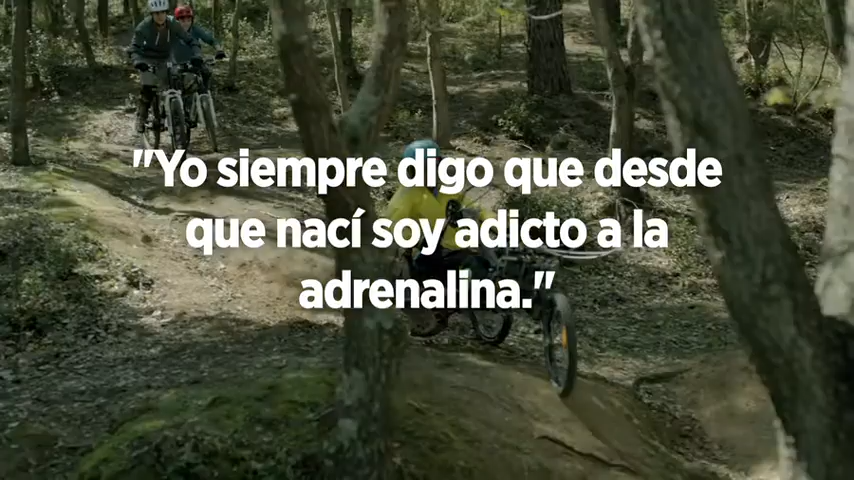 "Yo siempre digo que desde
que nací soy adicto a la
adrenalina."